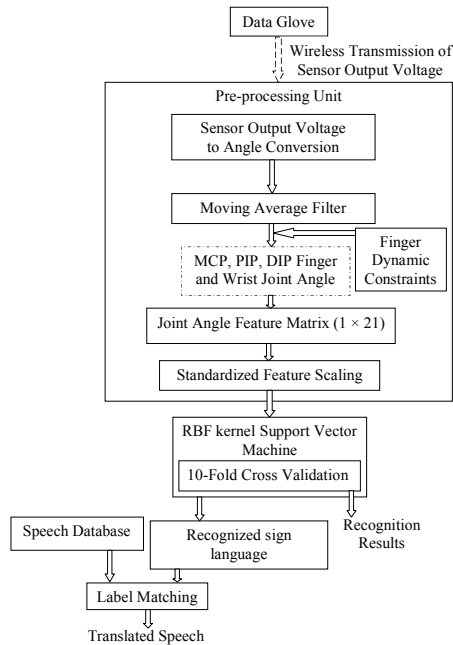 Data Glove
Wireless Transmission of
Sensor Output Voltage
Pre-processing Unit
Sensor Output Voltage
to Angle Conversion
Moving Average Filter
Finger
Dynamic
Constraints
MCP, PIP, DIP Finger
and Wrist Joint Angle
Joint Angle Feature Matrix (1 × 21)
Standardized Feature Scaling
RBF kernel Support Vector
Machine
10-Fold Cross Validation
Recognition
Results
Speech Database
Recognized sign
language
Label Matching
Translated Speech